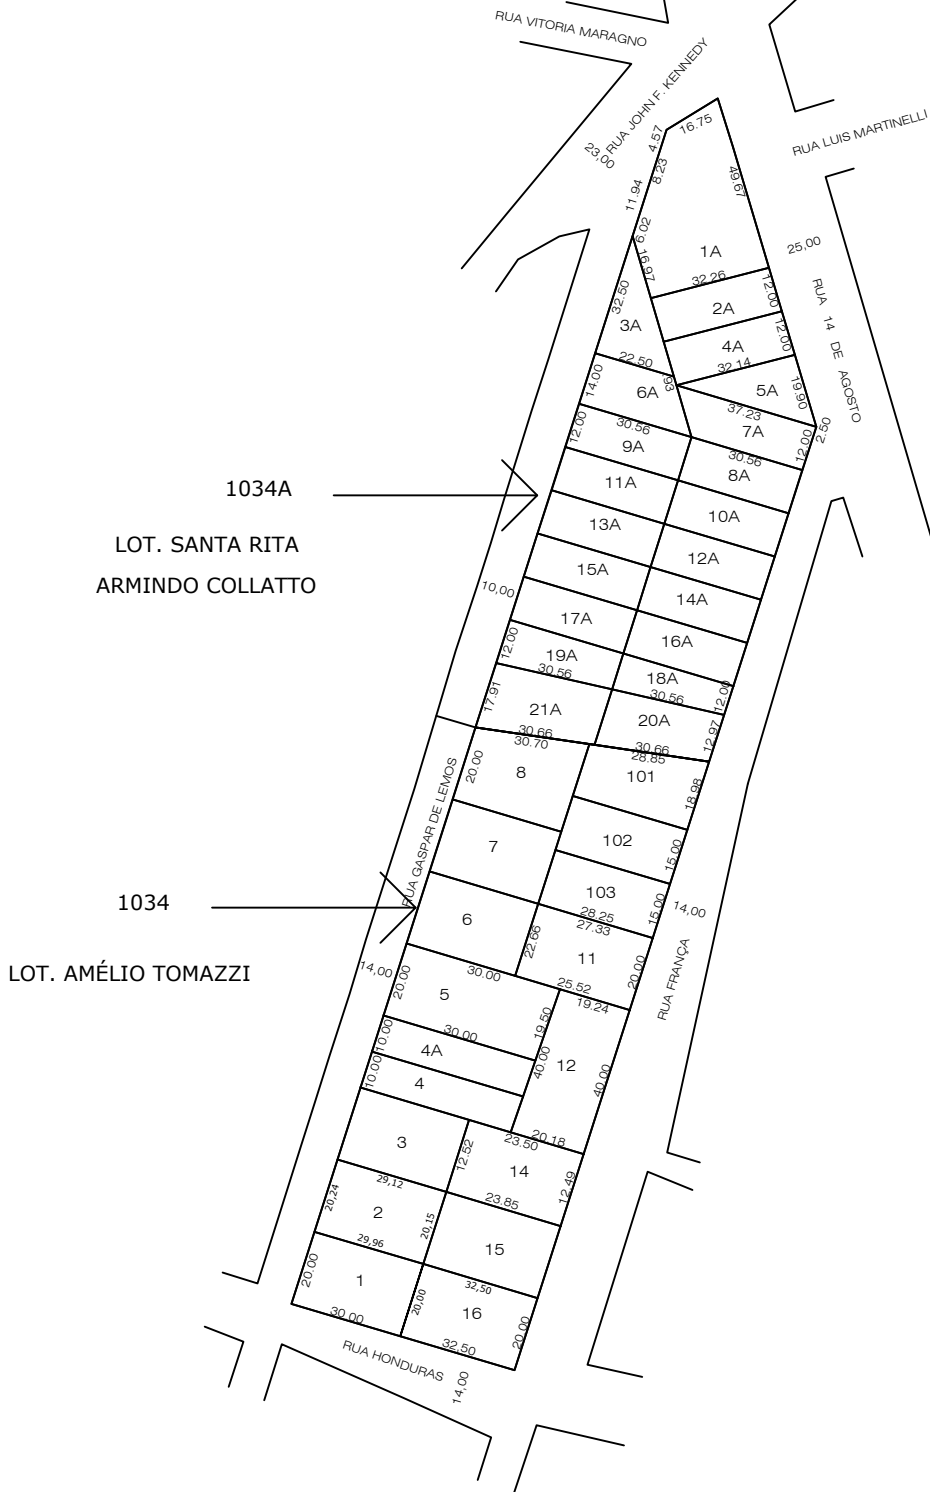 RUA VITORIA MARAGNO
RUA JOHN F. KENNEDY
23,00
RUA LUIS MARTINELLI
4.57
16.75
8.23
49.67
11.94
6.02
16.97
1A
25,00
32.26
12.00
RUA 14 DE AGOSTO
32.50
2A
3A
12.00
4A
22.50
32.14
14.00
93
19.90
6A
5A
37.23
2.50
12.00
30.56
7A
12.00
9A
30.56
8A
1034A
11A
LOT. SANTA RITA
ARMINDO COLLATTO
13A
10A
15A
12A
10,00
17A
14A
12.00
19A
16A
30.56
18A
17.91
30.56
12.00
21A
20A
30.66
30.70
12.97
30.66
28.85
20.00
8
101
18.98
RUA GASPAR DE LEMOS
7
102
15.00
1034
103
6
28.25
15.00
14,00
27.33
22.66
LOT. AMÉLIO TOMAZZI
14,00
30.00
11
20.00
RUA FRANÇA
20.00
25.52
5
19.24
19.50
10.00
30.00
4A
40.00
12
10.00
4
40.00
20.18
3
23.50
12.52
14
29,12
23.85
12.49
20,24
2
20,15
29,96
15
20.00
1
32,50
20,00
16
30.00
32.50
20.00
RUA HONDURAS
14,00